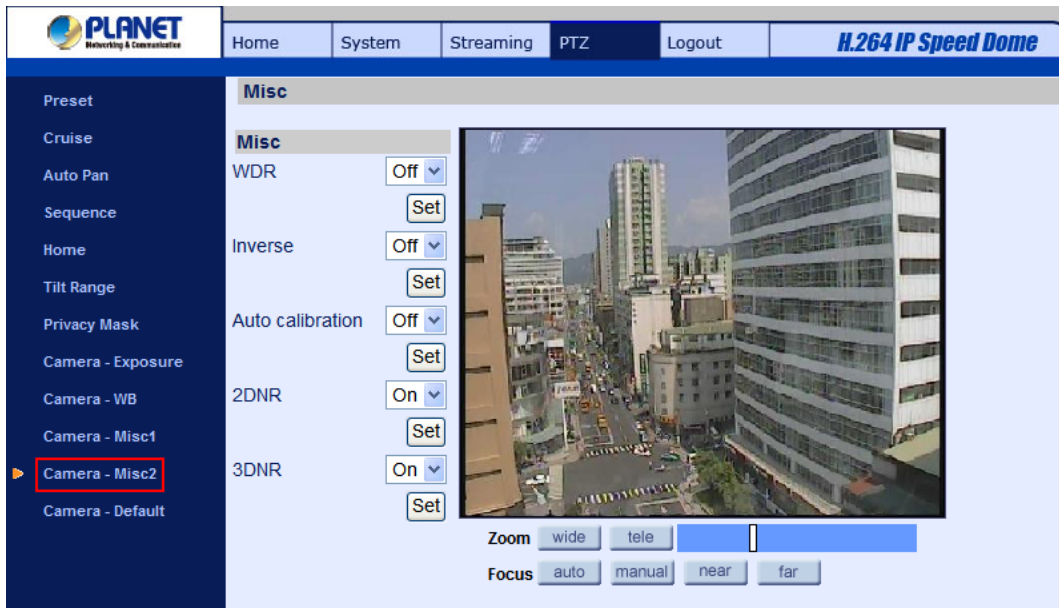 PLANET
Networking & Communication
Home System Streaming PTZ Logout H.264 IP Speed Dome
Preset
Cruise
Auto Pan
Sequence
Home
Tilt Range
Privacy Mask
Camera - Exposure
Camera - WB
Camera - Misc1
Camera - Misc2
Camera - Default
Misc
Misc
WDR Off
Set
Inverse Off
Set
Auto calibration Off
Set
2DNR On
Set
3DNR On
Set
Zoom wide tele
Focus auto manual near far